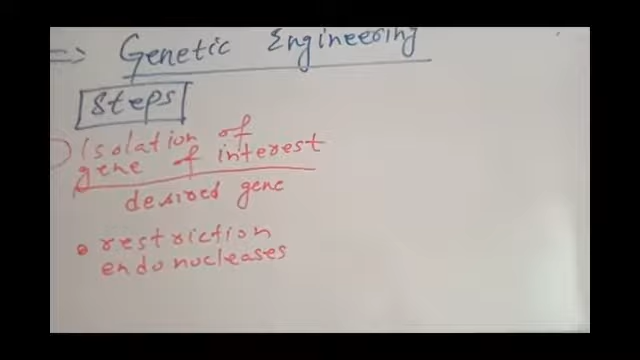 => Genetic Engineering
Steps
) Isolation of
gene of interest
desired gene
• restriction
endonucleases